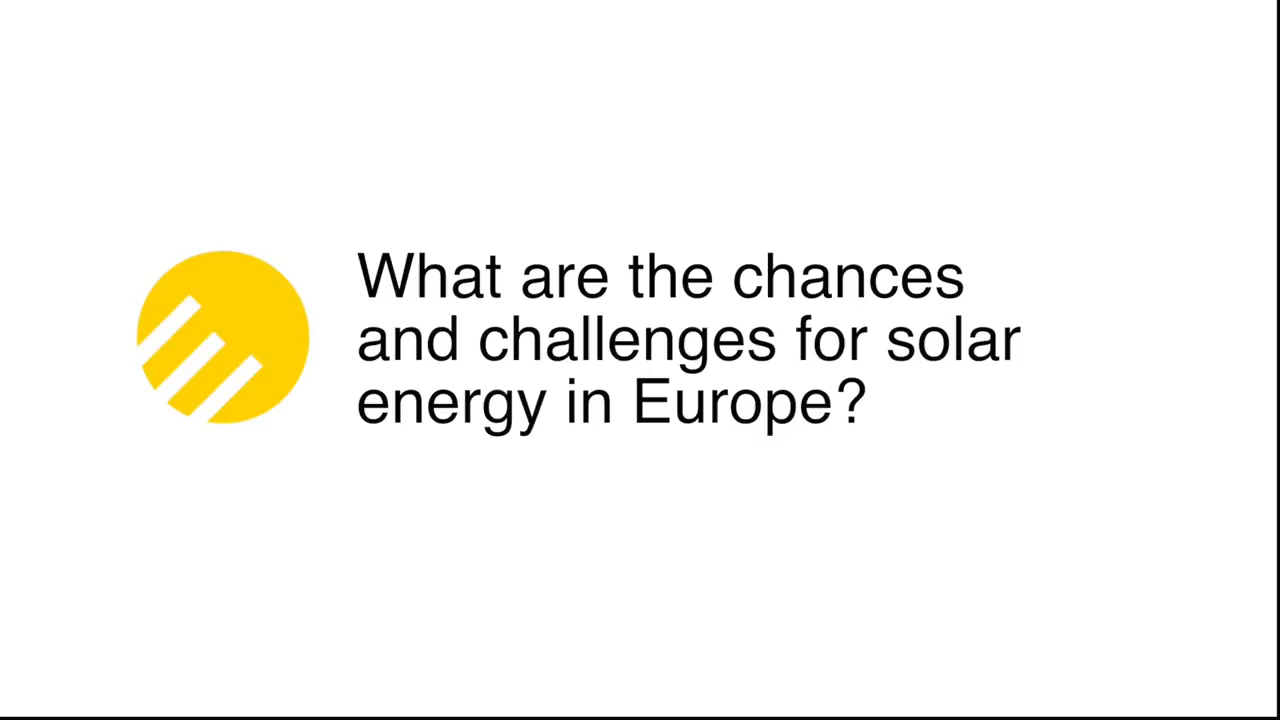 What are the chances
and challenges for solar
energy in Europe?